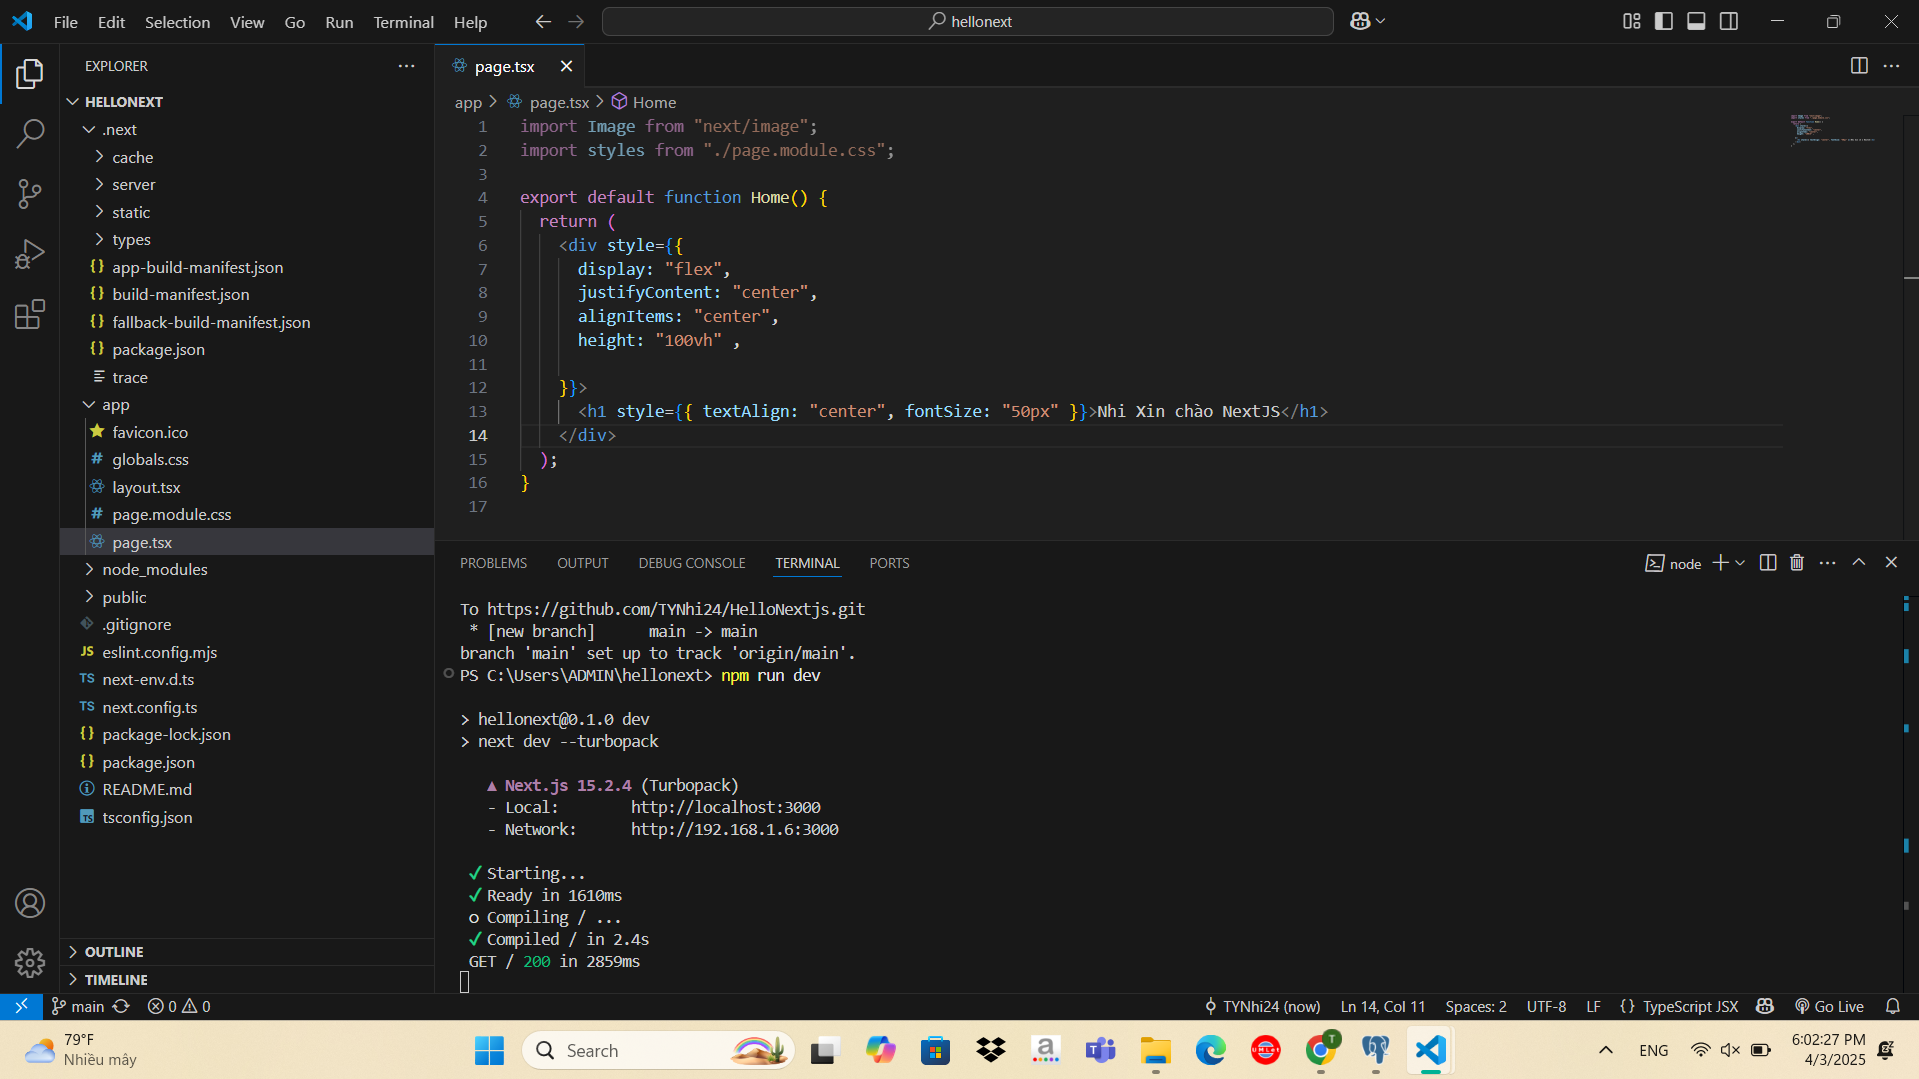 File Edit Selection View Go Run Terminal Help
hellonext
EXPLORER
HELLONEXT
.next
cache
server
static
types
{} app-build-manifest.json
{} build-manifest.json
{} fallback-build-manifest.json
{} package.json
trace
app
favicon.ico
# globals.css
layout.tsx
# page.module.css
page.tsx
node_modules
public
.gitignore
JS eslint.config.mjs
TS next-env.d.ts
TS next.config.ts
{} package-lock.json
{} package.json
README.md
TS tsconfig.json
OUTLINE
TIMELINE
page.tsx
app > page.tsx > Home
1 import Image from "next/image";
2 import styles from "./page.module.css";
3
4 export default function Home() {
5 return (
6 <div style={{
7 display: "flex",
8 justifyContent: "center",
9 alignItems: "center",
10 height: "100vh" ,
11
12 }}>
13 <h1 style={{ textAlign: "center", fontSize: "50px" }}>Nhi Xin chào NextJS</h1>
14 </div>
15 );
16 }
17
PROBLEMS OUTPUT DEBUG CONSOLE TERMINAL PORTS
node
To https://github.com/TYNhi24/HelloNextjs.git
* [new branch] main -> main
branch 'main' set up to track 'origin/main'.
PS C:\Users\ADMIN\hellonext> npm run dev
> hellonext@0.1.0 dev
> next dev --turbopack
▲ Next.js 15.2.4 (Turbopack)
- Local: http://localhost:3000
- Network: http://192.168.1.6:3000
✓ Starting...
✓ Ready in 1610ms
○ Compiling / ...
✓ Compiled / in 2.4s
GET / 200 in 2859ms
main 0 0
TYNhi24 (now) Ln 14, Col 11 Spaces: 2 UTF-8 LF {} TypeScript JSX Go Live
79°F
Nhiều mây
Search
a
T
UMLet
T
ENG
6:02:27 PM
4/3/2025